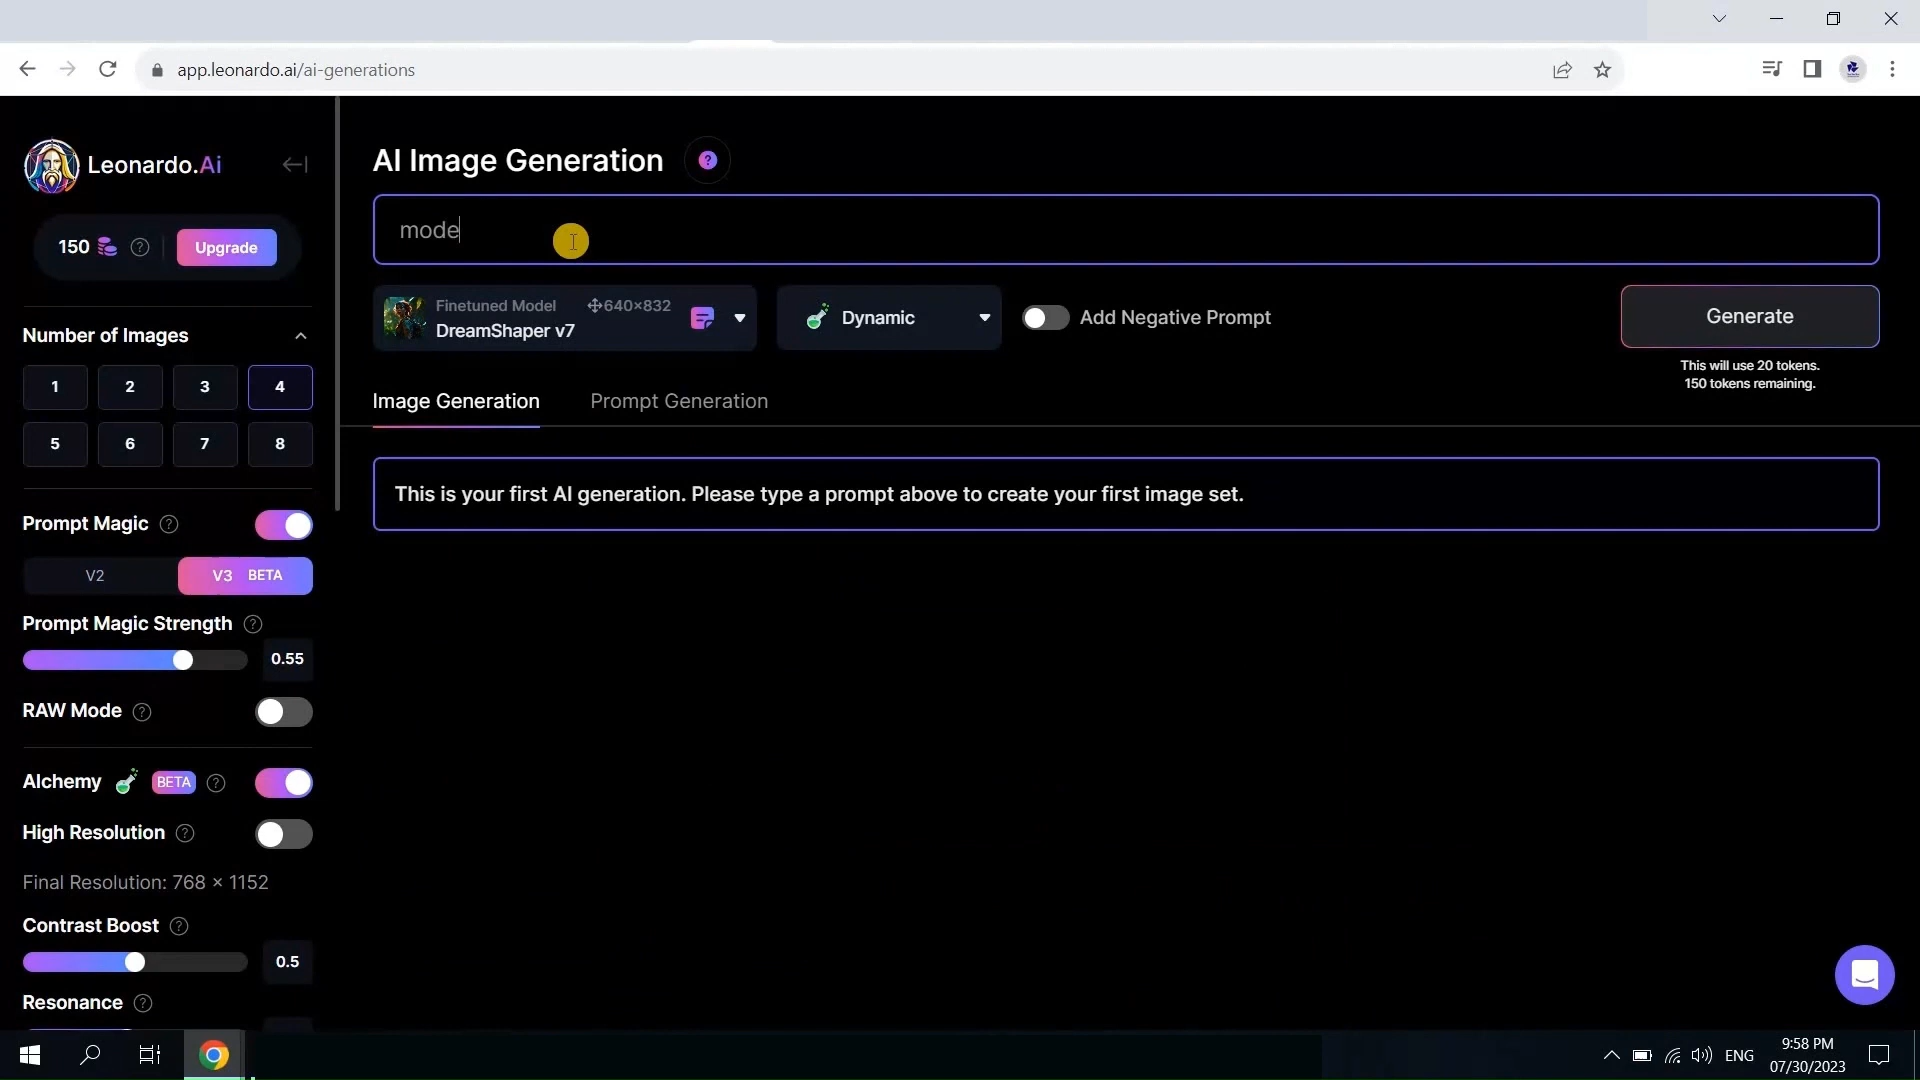 app.leonardo.ai/ai-generations
Leonardo.Ai
150
Upgrade
Number of Images
1 2 3 4
5 6 7 8
Prompt Magic
V2 V3 BETA
Prompt Magic Strength
0.55
RAW Mode
Alchemy BETA
High Resolution
Final Resolution: 768 × 1152
Contrast Boost
0.5
Resonance
AI Image Generation
mode
Finetuned Model 640×832
DreamShaper v7
Dynamic
Add Negative Prompt
Generate
This will use 20 tokens.
150 tokens remaining.
Image Generation Prompt Generation
This is your first AI generation. Please type a prompt above to create your first image set.
ENG
9:58 PM
07/30/2023